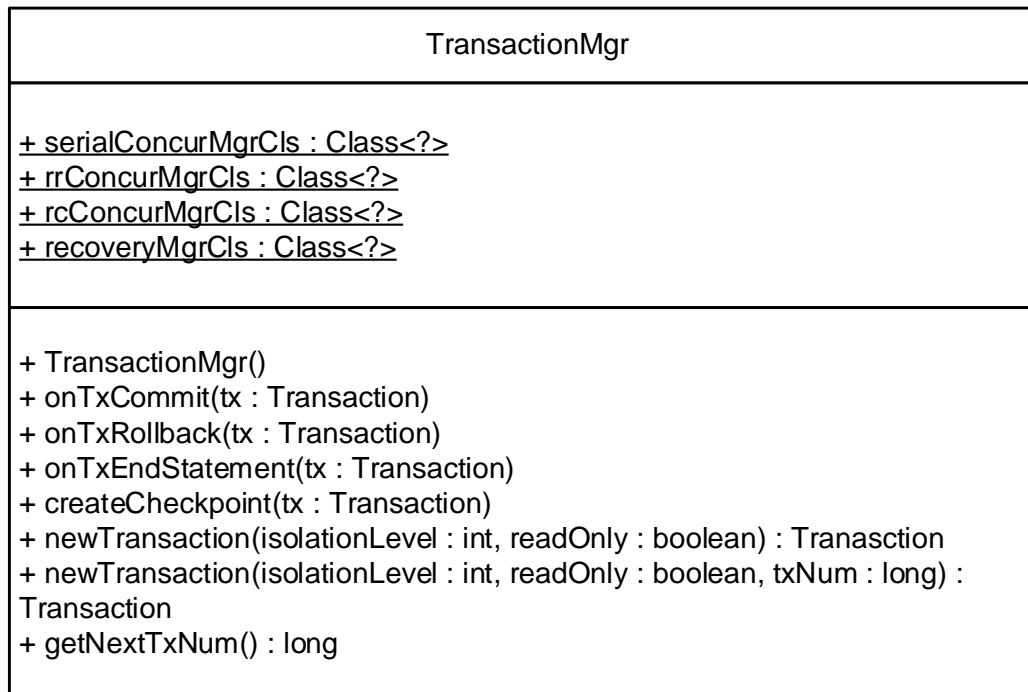 TransactionMgr
+ serialConcurMgrCls : Class<?>
+ rrConcurMgrCls : Class<?>
+ rcConcurMgrCls : Class<?>
+ recoveryMgrCls : Class<?>
+ TransactionMgr()
+ onTxCommit(tx : Transaction)
+ onTxRollback(tx : Transaction)
+ onTxEndStatement(tx : Transaction)
+ createCheckpoint(tx : Transaction)
+ newTransaction(isolationLevel : int, readOnly : boolean) : Tranasction
+ newTransaction(isolationLevel : int, readOnly : boolean, txNum : long) :
Transaction
+ getNextTxNum() : long